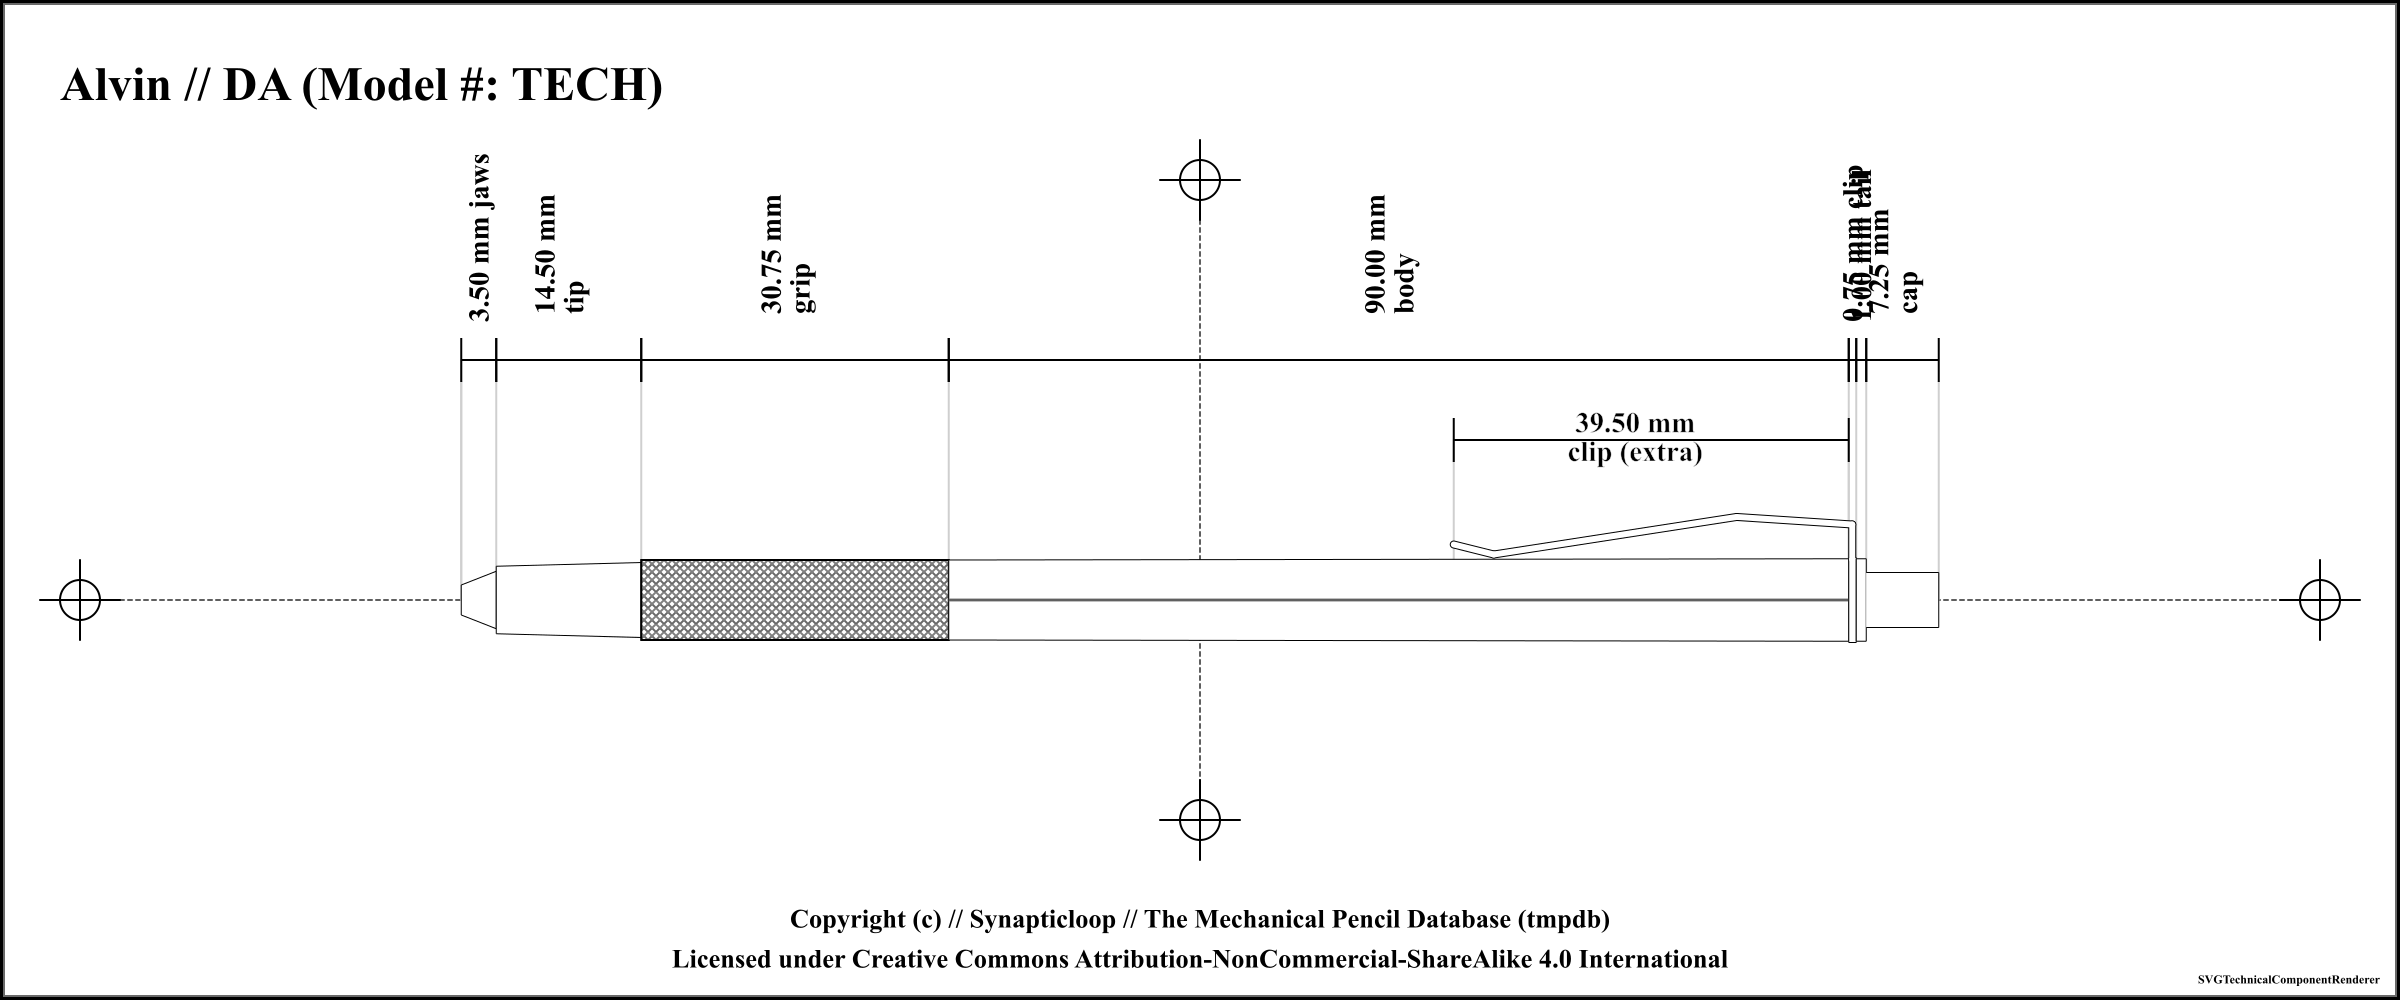 Alvin // DA (Model #: TECH)
3.50 mm jaws
14.50 mm
tip
30.75 mm
grip
90.00 mm
body
0.75 mm clip
1.00 mm tail
7.25 mm
cap
39.50 mm
clip (extra)
Copyright (c) // Synapticloop // The Mechanical Pencil Database (tmpdb)
Licensed under Creative Commons Attribution-NonCommercial-ShareAlike 4.0 International
SVGTechnicalComponentRenderer